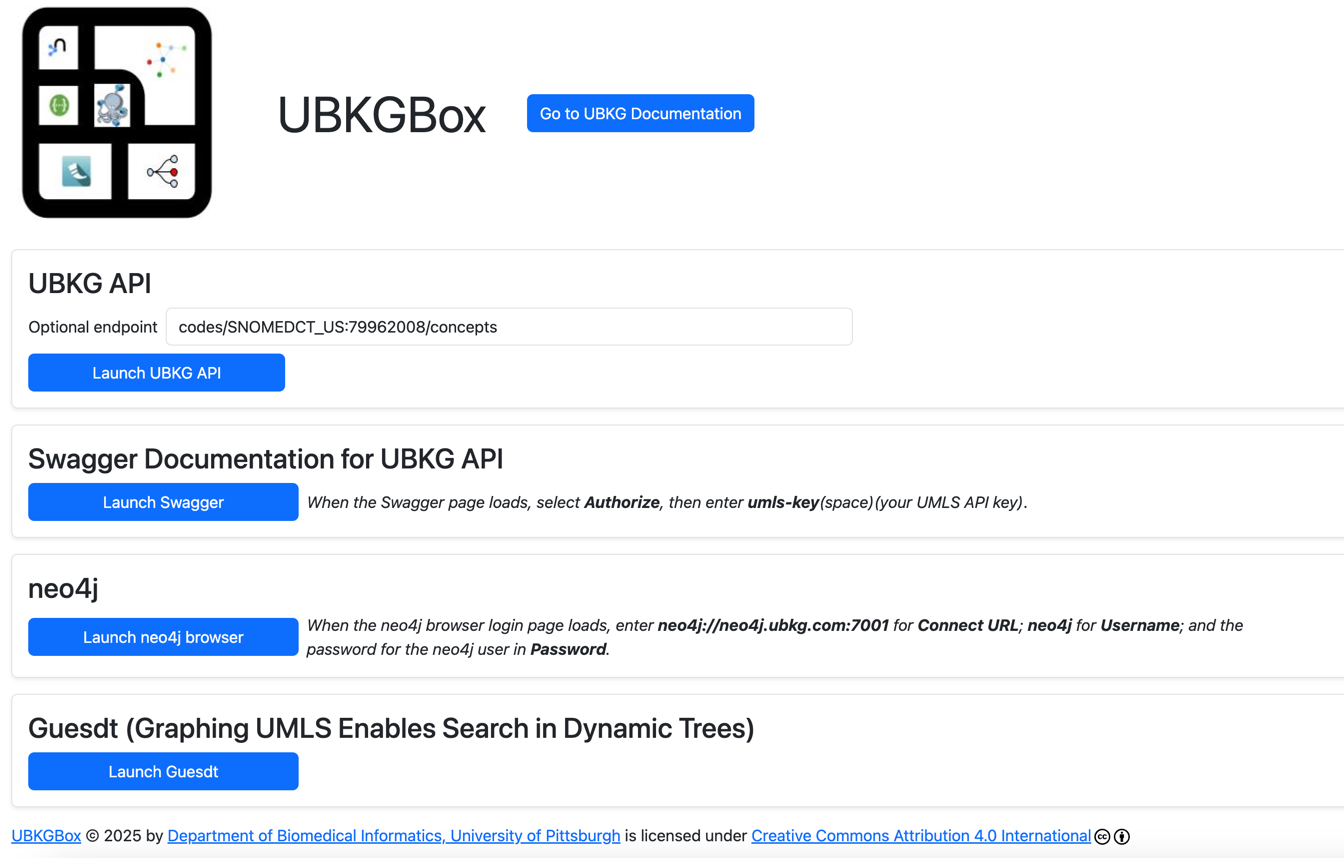 UBKGBox
Go to UBKG Documentation
UBKG API
Optional endpoint codes/SNOMEDCT_US:79962008/concepts
Launch UBKG API
Swagger Documentation for UBKG API
Launch Swagger When the Swagger page loads, select Authorize, then enter umls-key(space)(your UMLS API key).
neo4j
Launch neo4j browser
When the neo4j browser login page loads, enter neo4j://neo4j.ubkg.com:7001 for Connect URL; neo4j for Username; and the
password for the neo4j user in Password.
Guesdt (Graphing UMLS Enables Search in Dynamic Trees)
Launch Guesdt
UBKGBox © 2025 by Department of Biomedical Informatics, University of Pittsburgh is licensed under Creative Commons Attribution 4.0 International